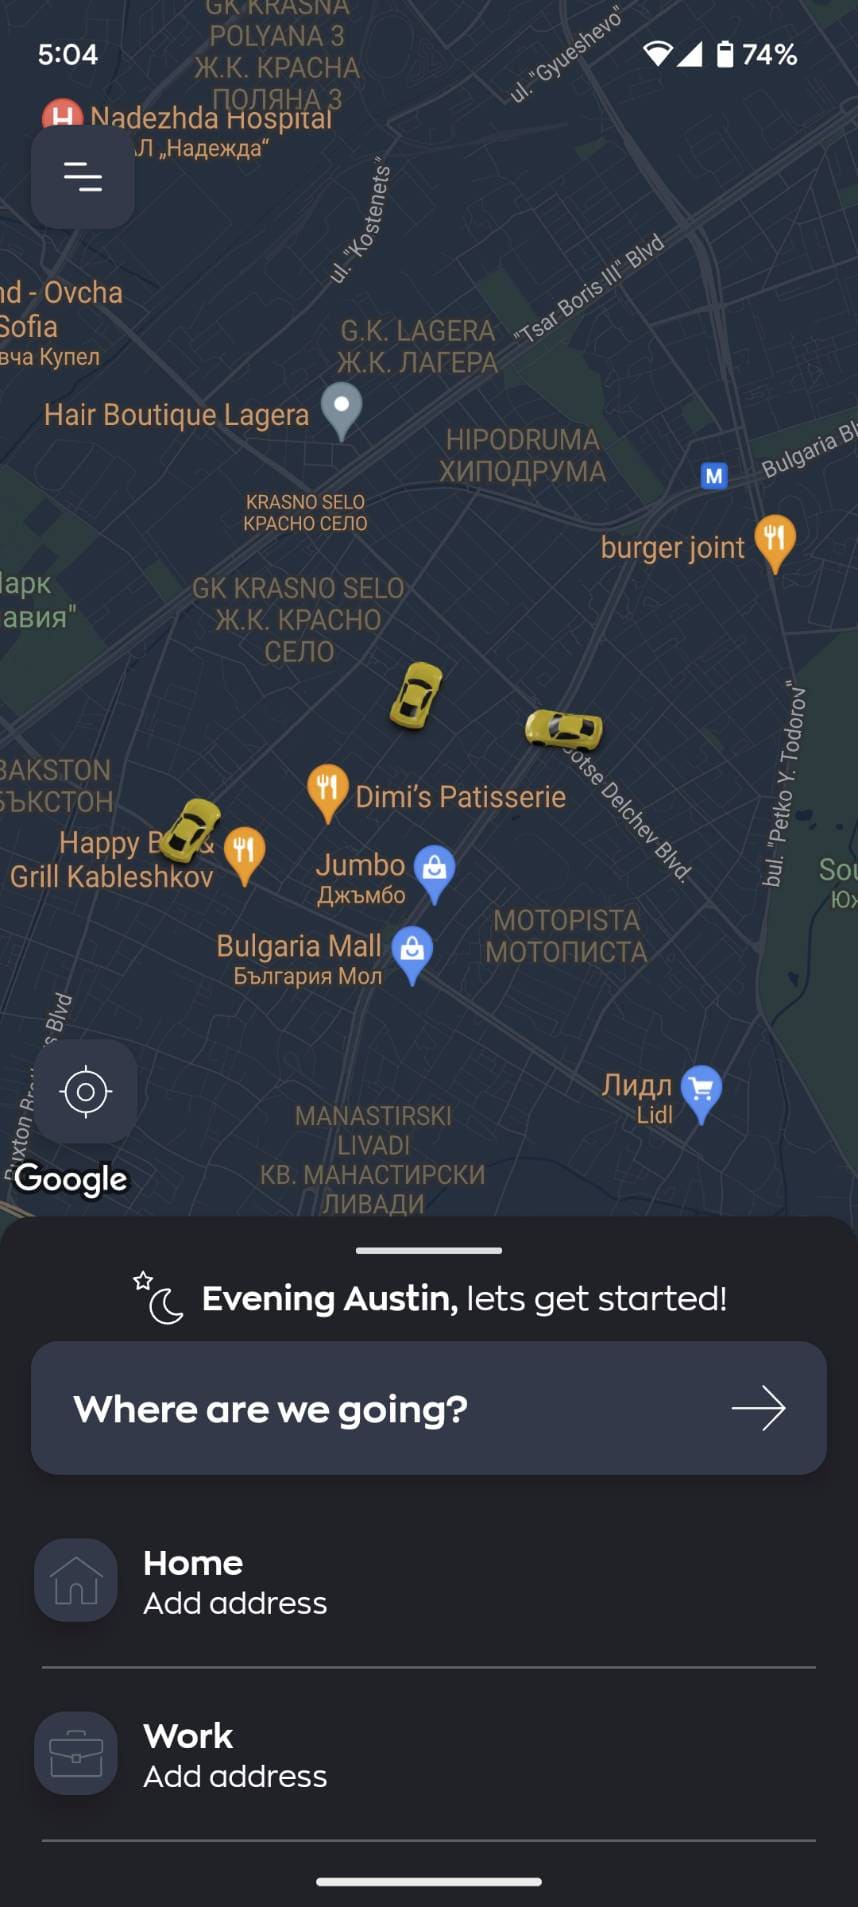 GK KRASNA
POLYANA 3
Ж.К. КРАСНА
ПОЛЯНА 3
5:04
74%
ul. "Gyueshevo"
H
Nadezhda Hospital
АЛ „Надежда“
ul. "Kostenets"
"Tsar Boris III" Blvd
nd - Ovcha
Sofia
вча Купел
G.K. LAGERA
Ж.К. ЛАГЕРА
Hair Boutique Lagera
HIPODRUMA
ХИПОДРУМА
M
Bulgaria Bl
KRASNO SELO
КРАСНО СЕЛО
burger joint
арк
авия"
GK KRASNO SELO
Ж.К. КРАСНО
СЕЛО
bul. "Petko Y. Todorov"
BAKSTON
БЪКСТОН
Dimi’s Patisserie
otse Delchev Blvd.
Happy B &
Grill Kableshkov
Jumbo
Джъмбо
Sou
Юж
MOTOPISTA
МОТОПИСТА
Bulgaria Mall
България Мол
s Blvd
uxton Br
Лидл
Lidl
MANASTIRSKI
LIVADI
КВ. МАНАСТИРСКИ
ЛИВАДИ
Google
Evening Austin, lets get started!
Where are we going?
Home
Add address
Work
Add address